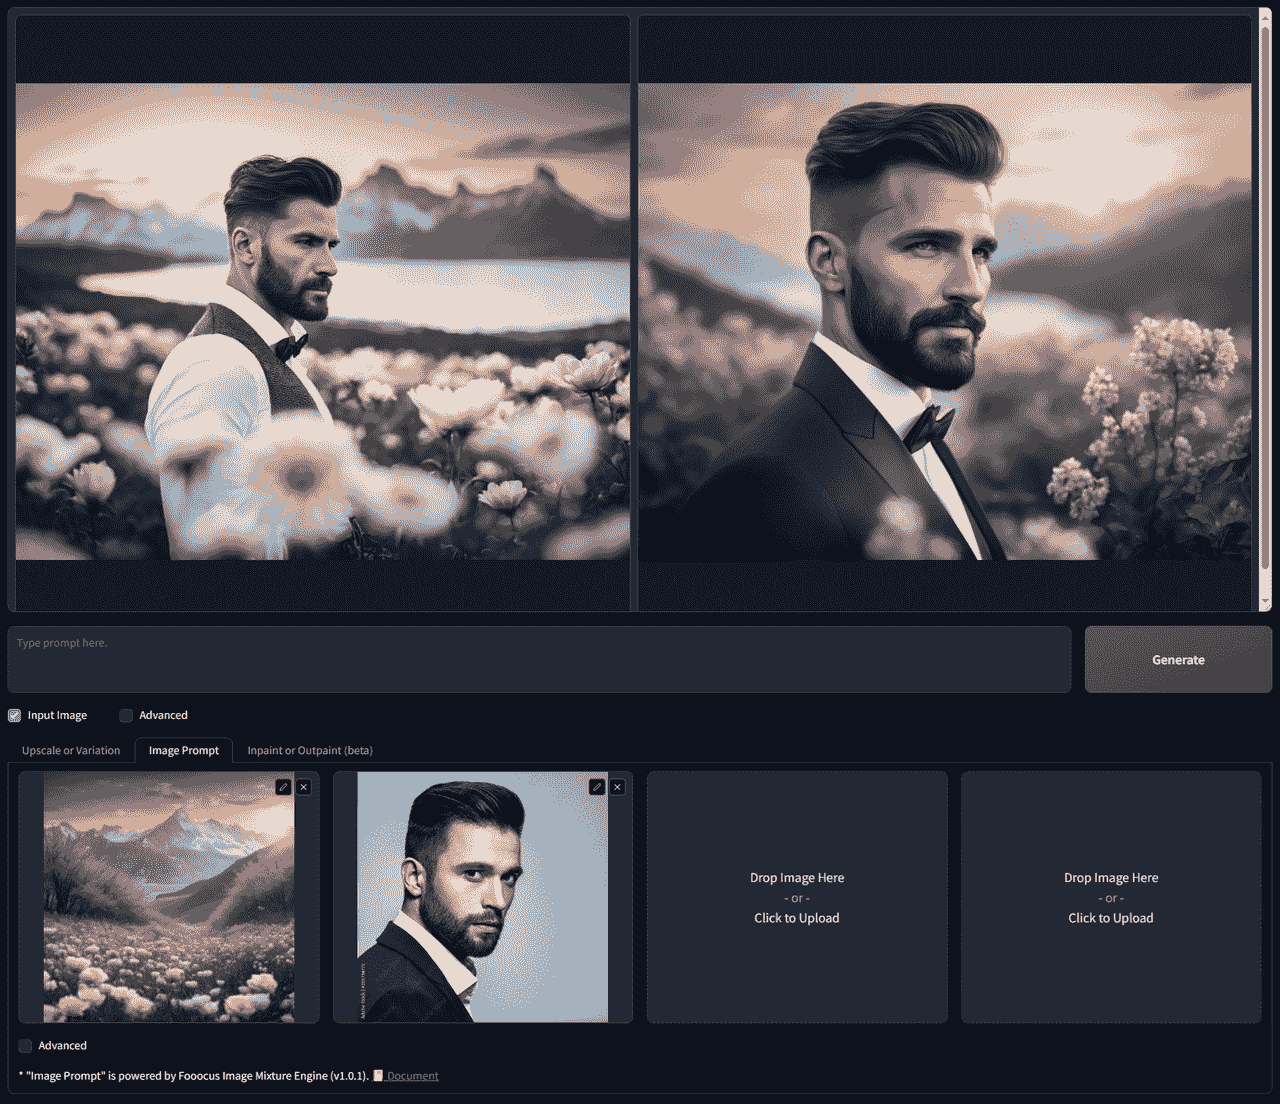 Type prompt here.
Generate
Input Image
Advanced
Upscale or Variation
Image Prompt
Inpaint or Outpaint (beta)
Drop Image Here
- or -
Click to Upload
Drop Image Here
- or -
Click to Upload
Advanced
* "Image Prompt" is powered by Fooocus Image Mixture Engine (v1.0.1). 📔 Document